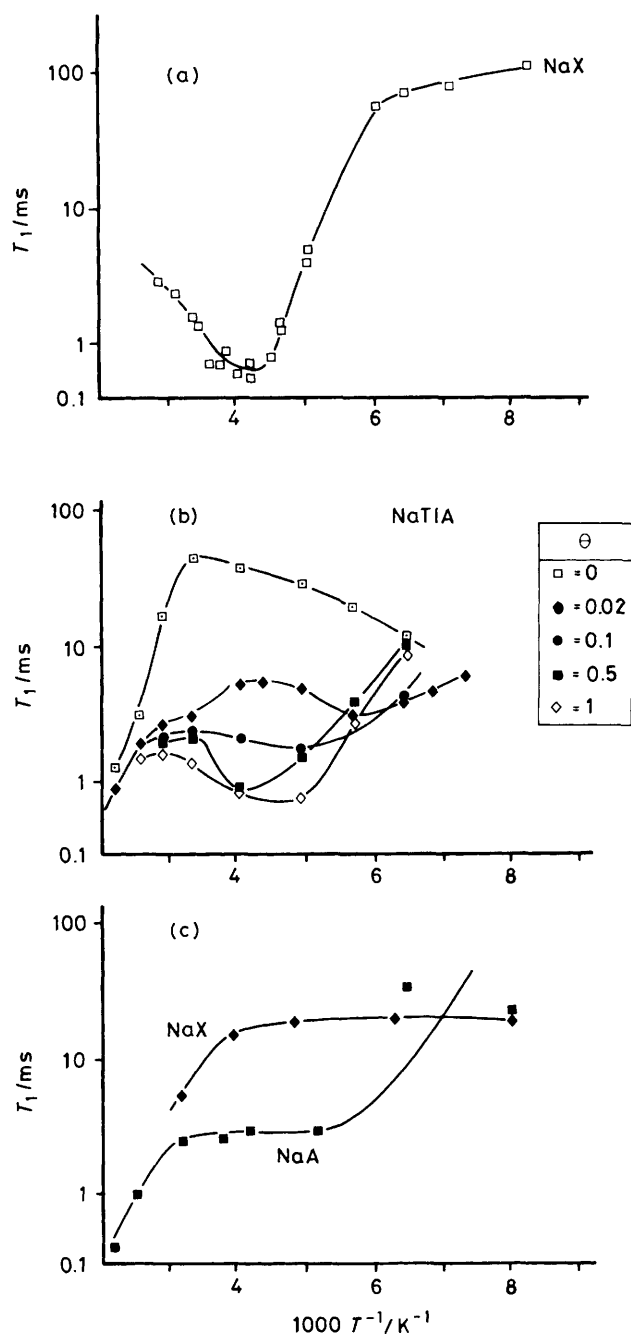 100
(a)
NaX
10
T₁/ms
1
0.1
4
6
8
100
(b)
NaTlA
θ
□ = 0
◆ = 0.02
● = 0.1
■ = 0.5
◇ = 1
10
T₁/ms
1
0.1
4
6
8
100
(c)
NaX
10
T₁/ms
NaA
1
0.1
4
6
8
1000 T⁻¹/K⁻¹